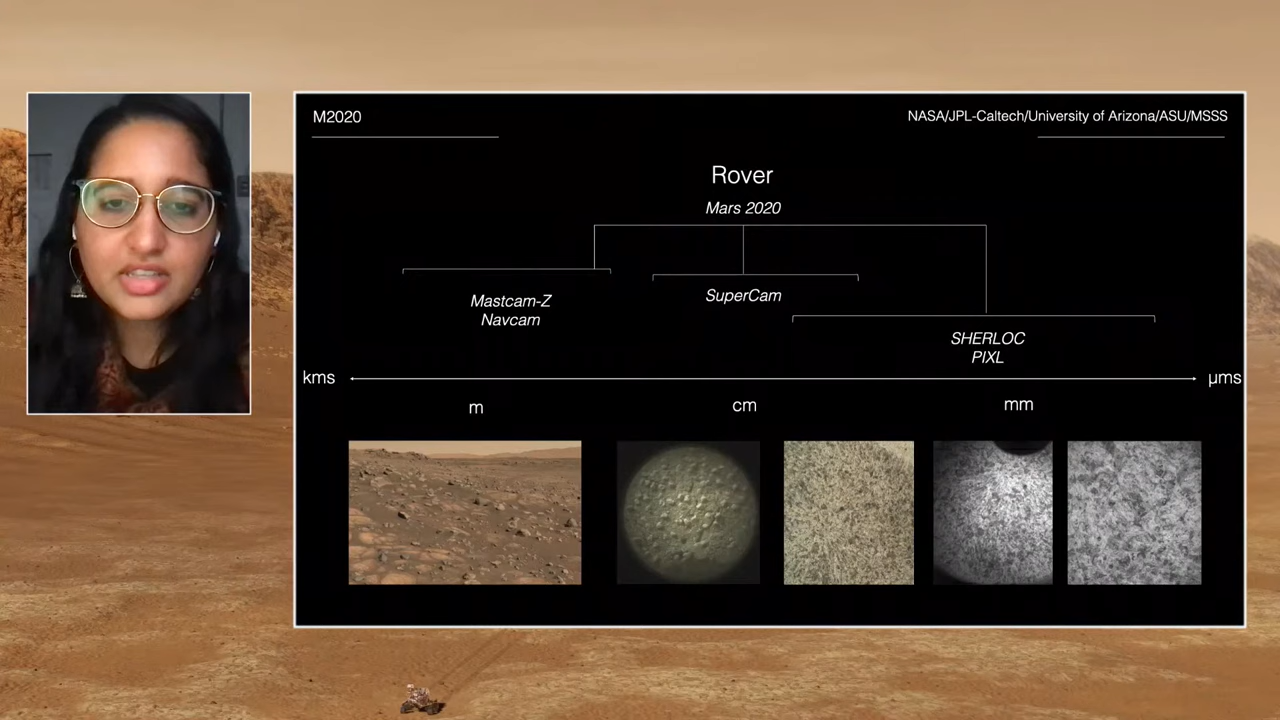 M2020
NASA/JPL-Caltech/University of Arizona/ASU/MSSS
Rover
Mars 2020
Mastcam-Z
Navcam
SuperCam
SHERLOC
PIXL
kms
μms
m
cm
mm